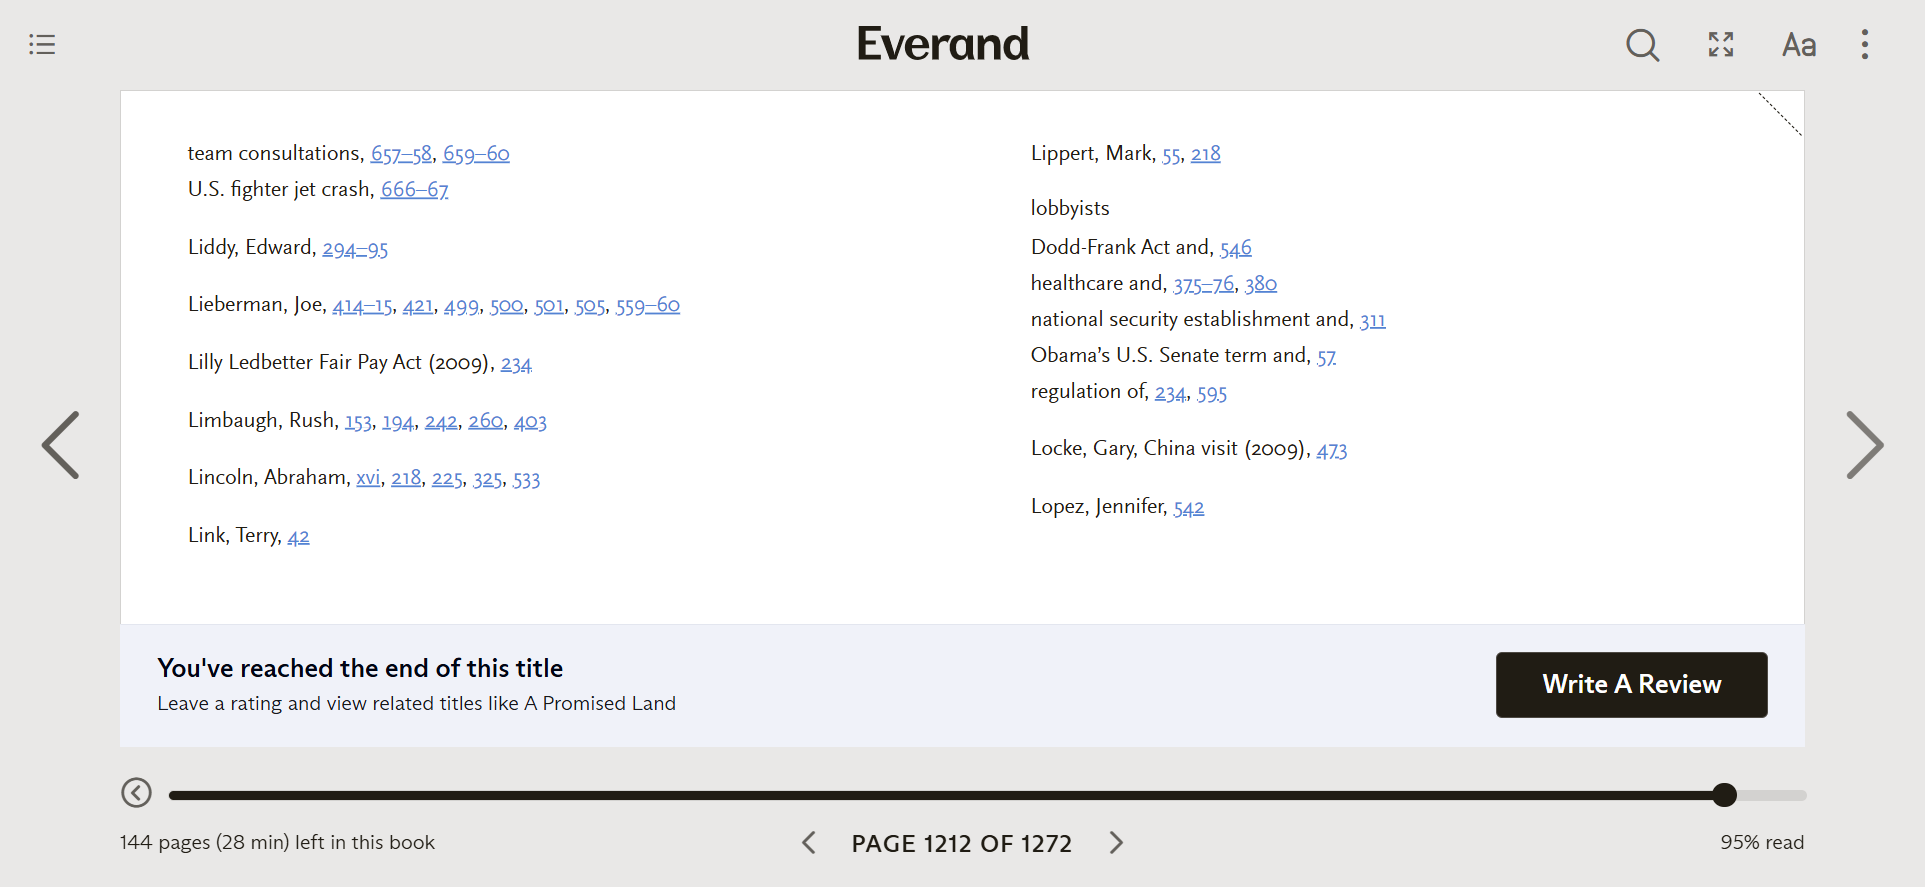 Everand
Aa
team consultations, 657–58, 659–60
U.S. fighter jet crash, 666–67
Liddy, Edward, 294–95
Lieberman, Joe, 414–15, 421, 499, 500, 501, 505, 559–60
Lilly Ledbetter Fair Pay Act (2009), 234
Limbaugh, Rush, 153, 194, 242, 260, 403
Lincoln, Abraham, xvi, 218, 225, 325, 533
Link, Terry, 42
Lippert, Mark, 55, 218
lobbyists
Dodd-Frank Act and, 546
healthcare and, 375–76, 380
national security establishment and, 311
Obama’s U.S. Senate term and, 57
regulation of, 234, 595
Locke, Gary, China visit (2009), 473
Lopez, Jennifer, 542
You've reached the end of this title
Leave a rating and view related titles like A Promised Land
Write A Review
144 pages (28 min) left in this book
PAGE 1212 OF 1272
95% read